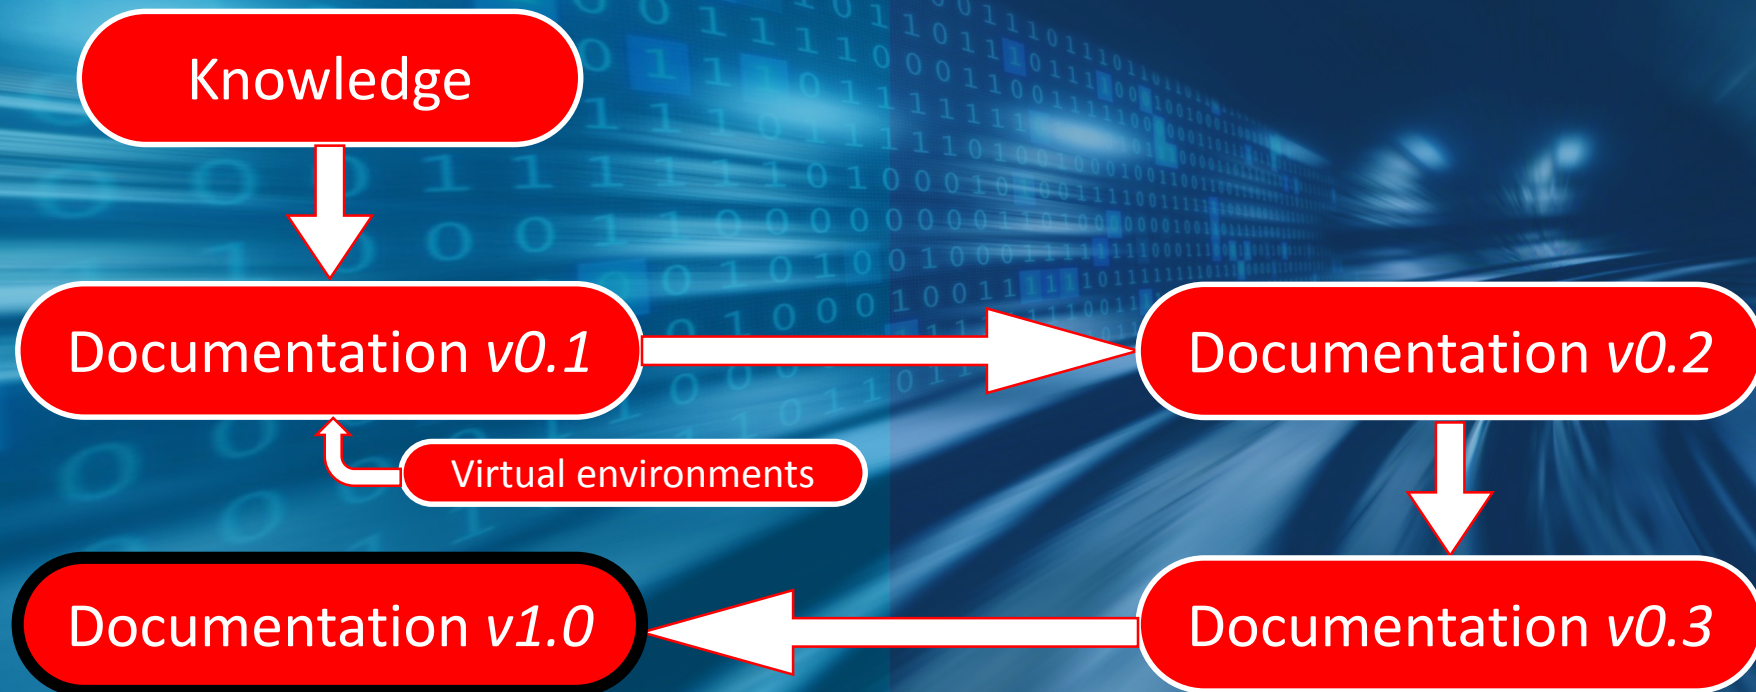 Knowledge
Documentation v0.1
Documentation v0.2
Virtual environments
Documentation v1.0
Documentation v0.3